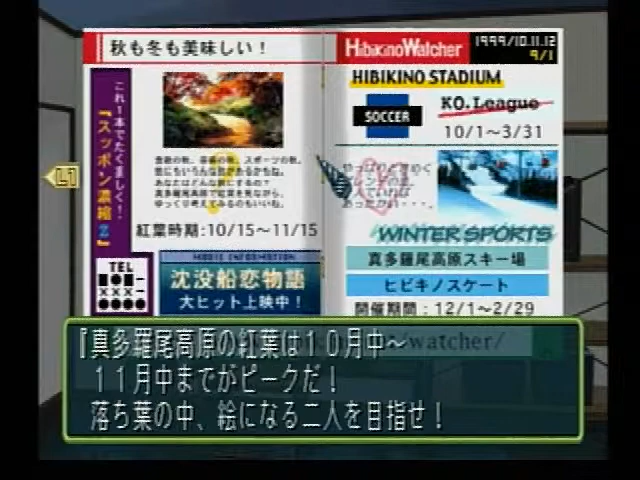 秋も冬も美味しい！
HibikinoWatcher
1999/10.11.12
9/1
これ1本でたくましく！
『スッポン濃縮Z』
HIBIKINO STADIUM
SOCCER
KO.League
10/1～3/31
L1
紅葉時期:10/15～11/15
WINTER SPORTS
真多羅尾高原スキー場
ヒビキノスケート
開催期間：12/1～2/29
TEL
MOVIE INFORMATION
沈没船恋物語
大ヒット上映中！
watcher/
『真多羅尾高原の紅葉は１０月中～
１１月中までがピークだ！
落ち葉の中、絵になる二人を目指せ！